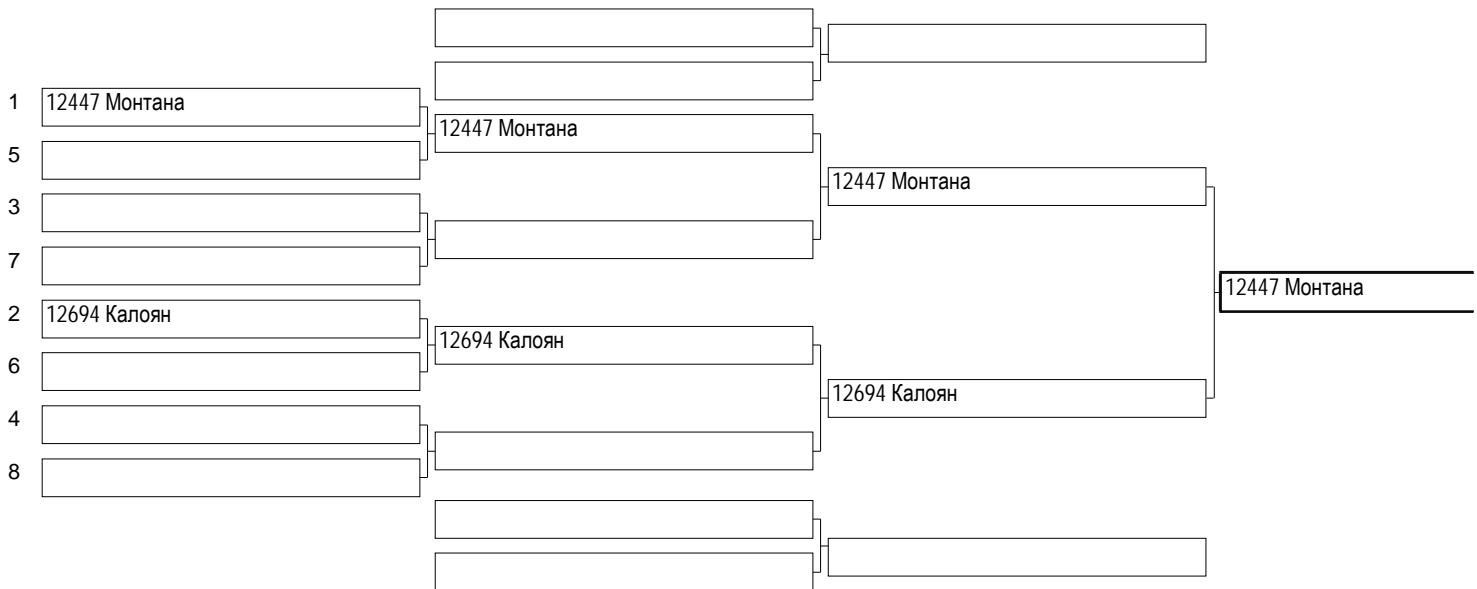 1 12447 Монтана
12447 Монтана
5
12447 Монтана
3
7
12447 Монтана
2 12694 Калоян
12694 Калоян
6
12694 Калоян
4
8